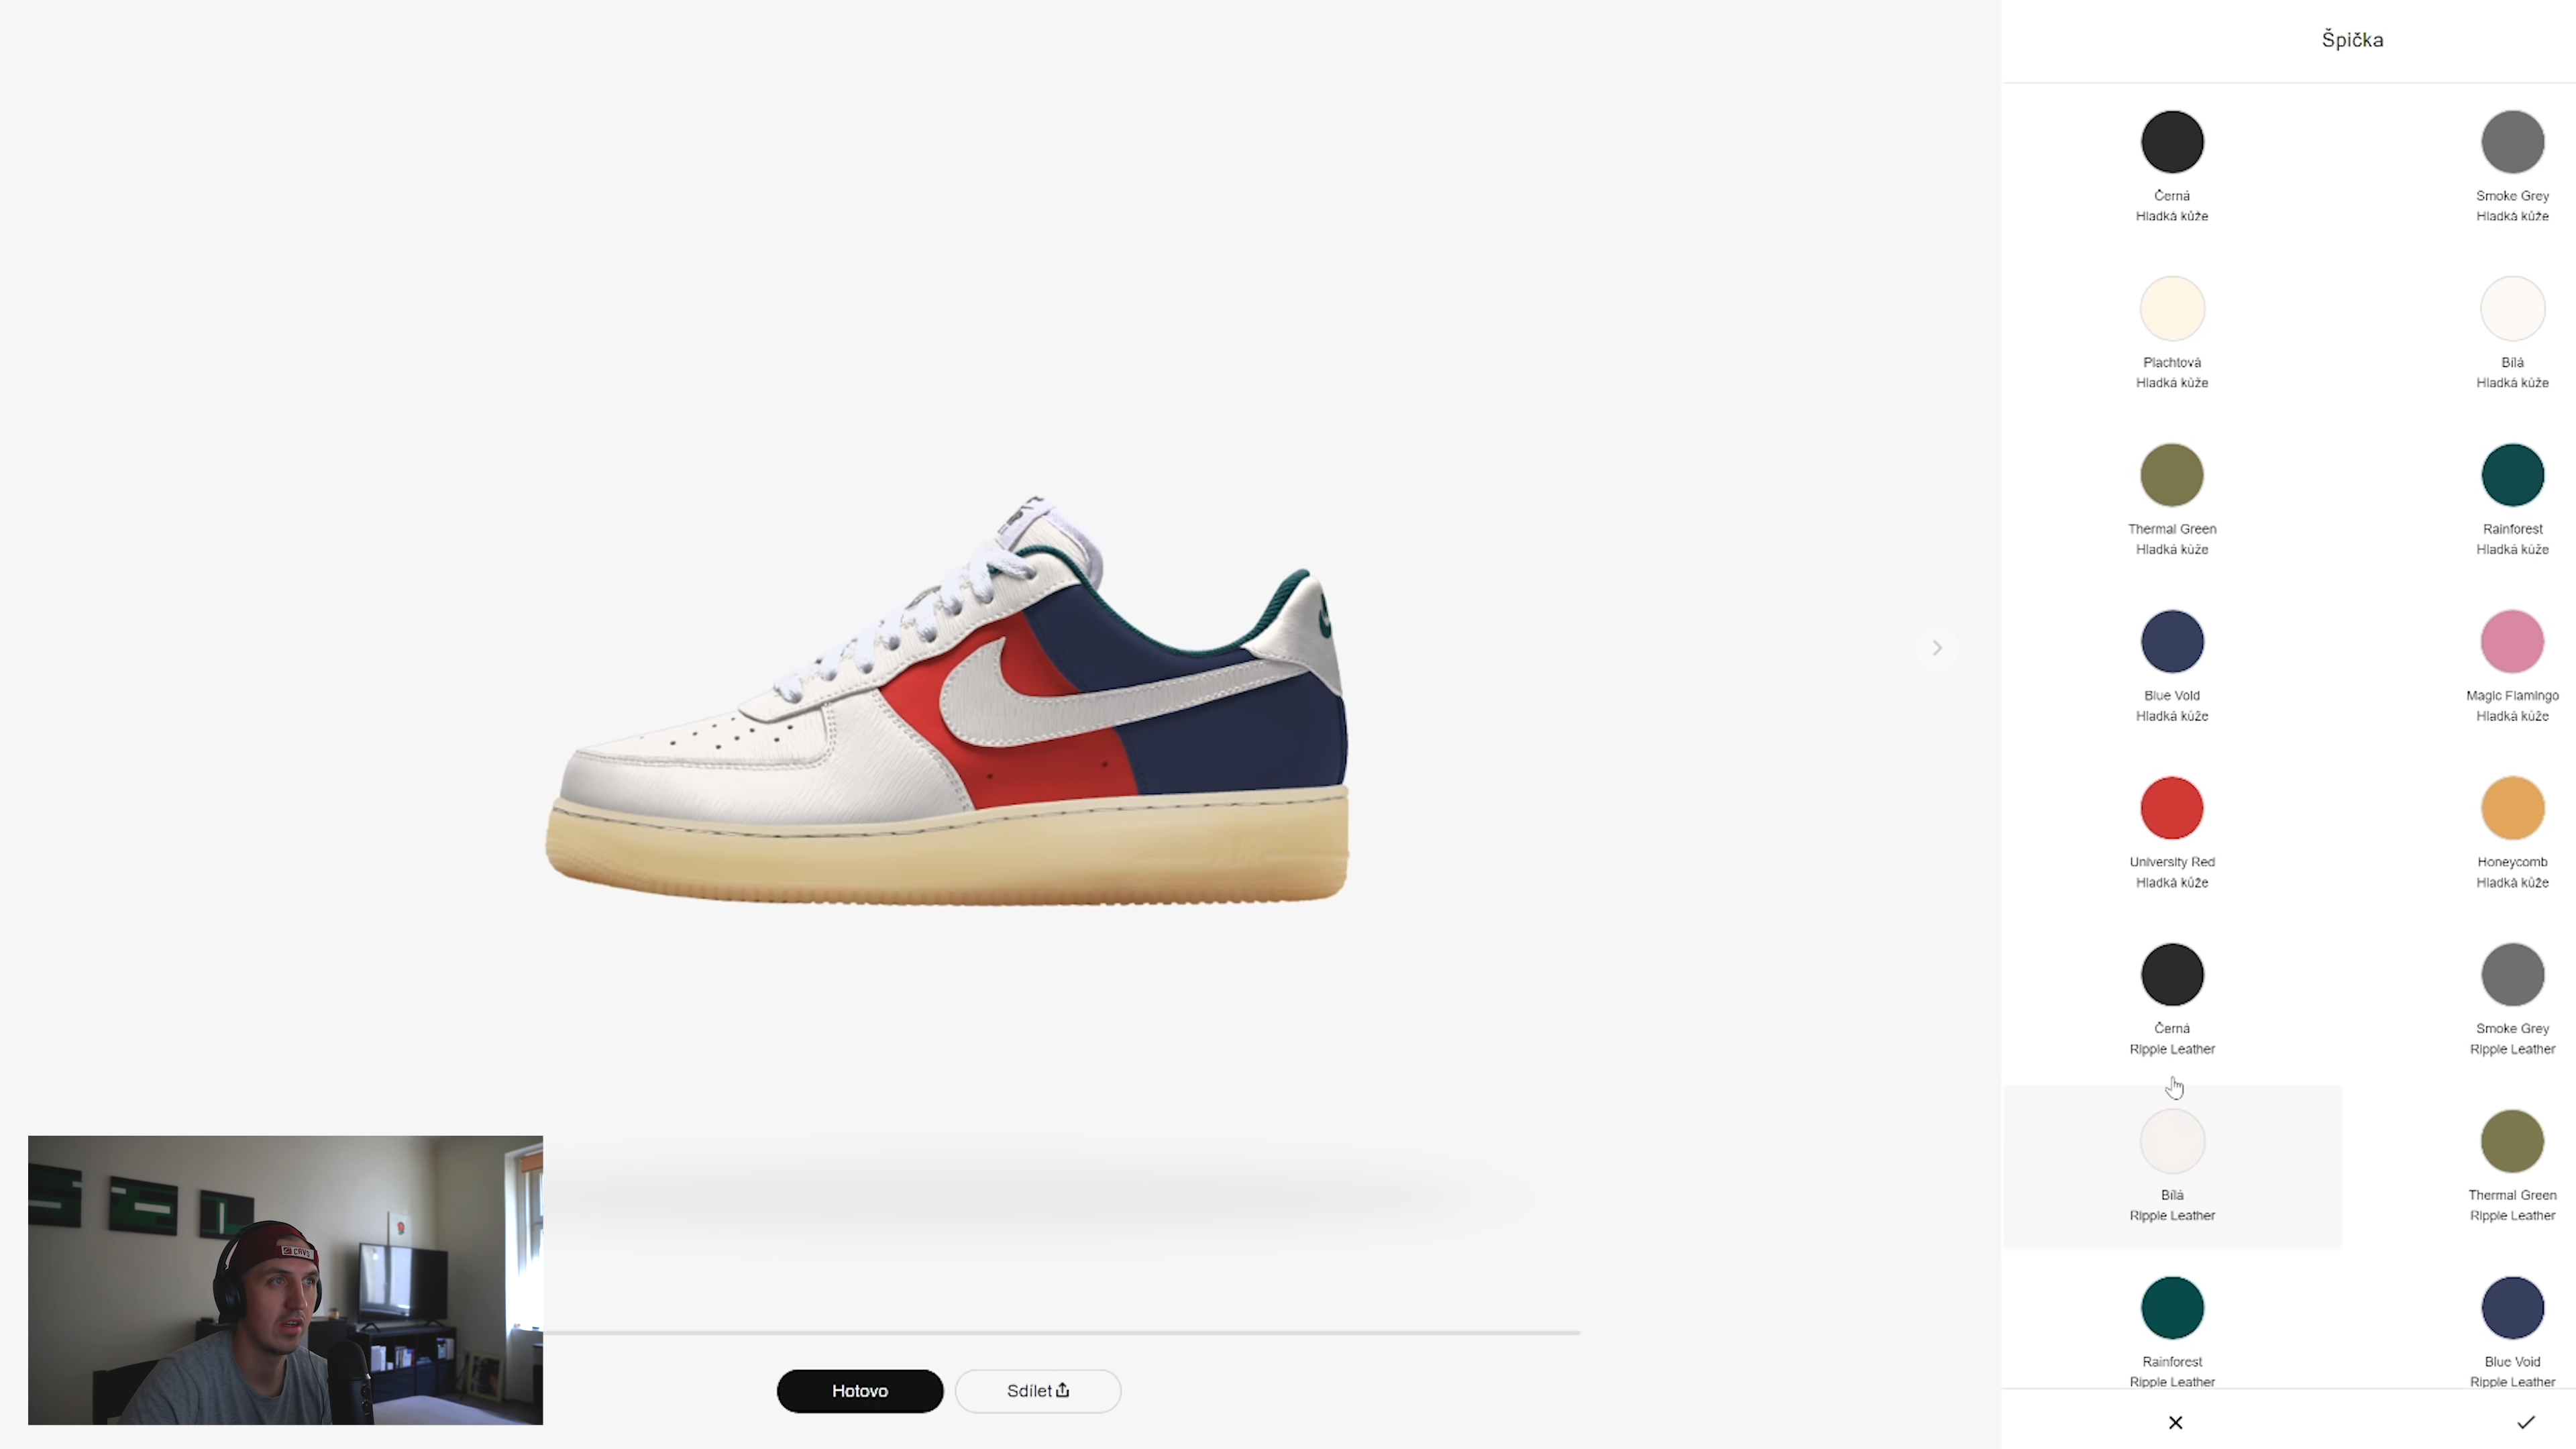 Špička
Černá
Hladká kůže
Smoke Grey
Hladká kůže
Plachtová
Hladká kůže
Bílá
Hladká kůže
Thermal Green
Hladká kůže
Rainforest
Hladká kůže
Blue Void
Hladká kůže
Magic Flamingo
Hladká kůže
University Red
Hladká kůže
Honeycomb
Hladká kůže
Černá
Ripple Leather
Smoke Grey
Ripple Leather
Bílá
Ripple Leather
Thermal Green
Ripple Leather
Rainforest
Ripple Leather
Blue Void
Ripple Leather
AIR
CAVS
Hotovo
Sdílet